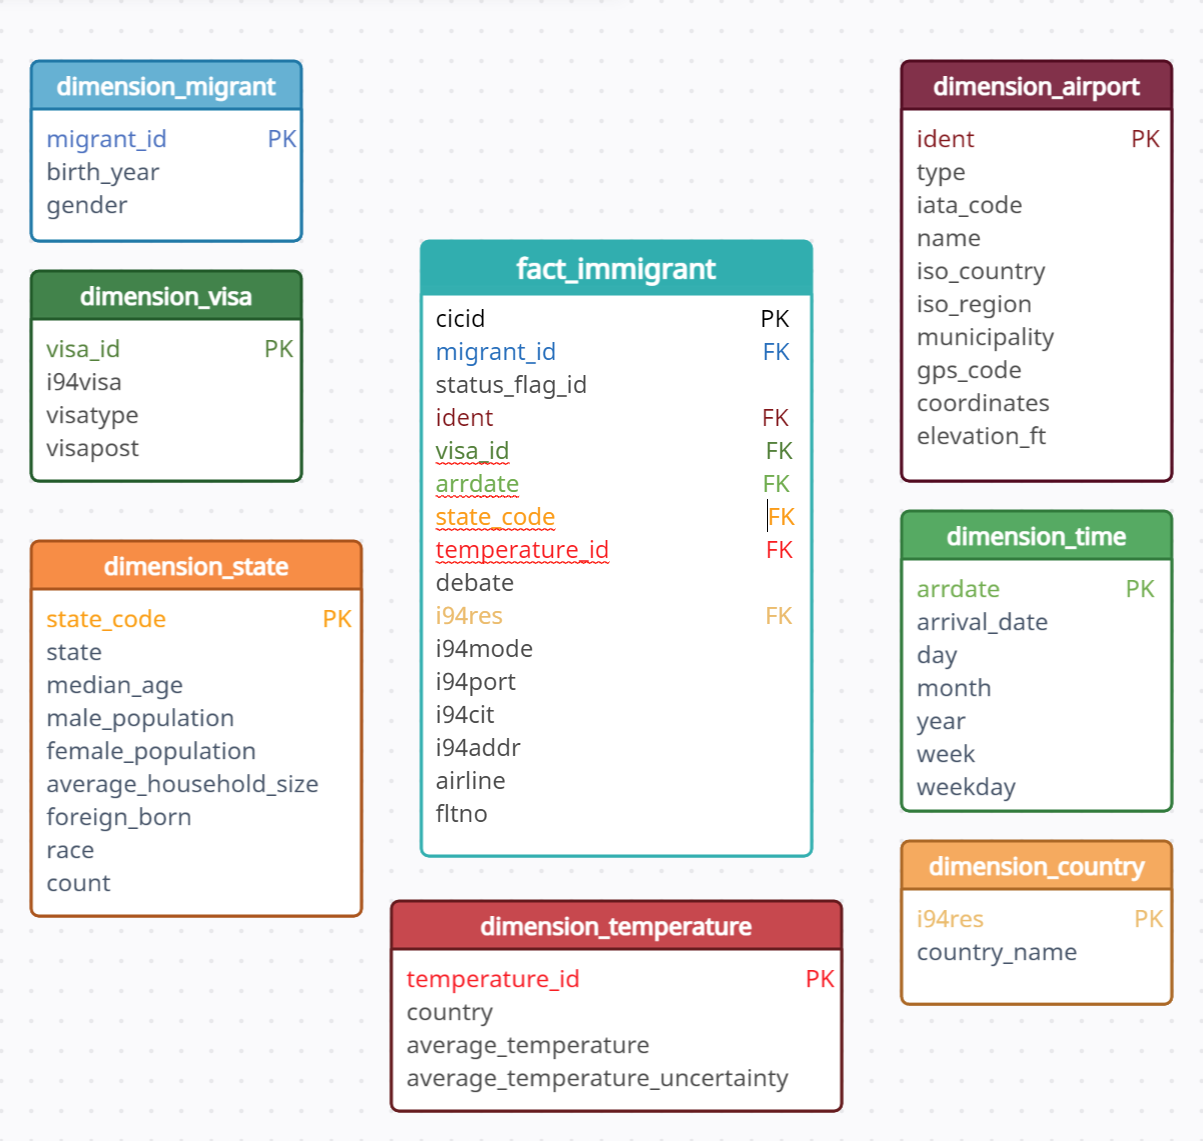 dimension_migrant
migrant_id PK
birth_year
gender
dimension_visa
visa_id PK
i94visa
visatype
visapost
dimension_state
state_code PK
state
median_age
male_population
female_population
average_household_size
foreign_born
race
count
fact_immigrant
cicid PK
migrant_id FK
status_flag_id
ident FK
visa_id FK
arrdate FK
state_code FK
temperature_id FK
debate
i94res FK
i94mode
i94port
i94cit
i94addr
airline
fltno
dimension_temperature
temperature_id PK
country
average_temperature
average_temperature_uncertainty
dimension_airport
ident PK
type
iata_code
name
iso_country
iso_region
municipality
gps_code
coordinates
elevation_ft
dimension_time
arrdate PK
arrival_date
day
month
year
week
weekday
dimension_country
i94res PK
country_name